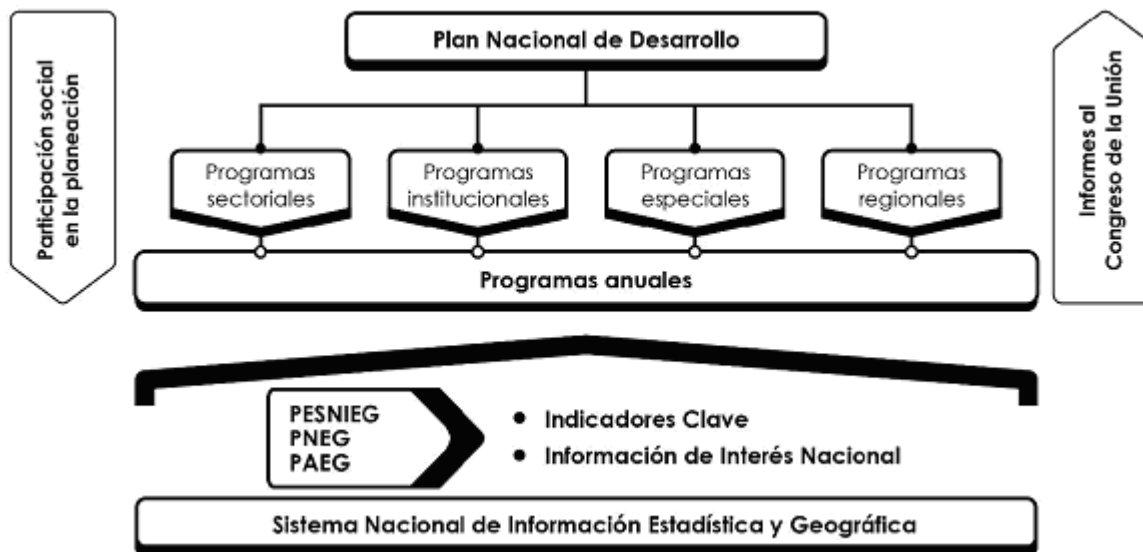 Plan Nacional de Desarrollo
Participación social
en la planeación
Informes al
Congreso de la Unión
Programas
sectoriales
Programas
institucionales
Programas
especiales
Programas
regionales
Programas anuales
PESNIEG
PNEG
PAEG
• Indicadores Clave
• Información de Interés Nacional
Sistema Nacional de Información Estadística y Geográfica